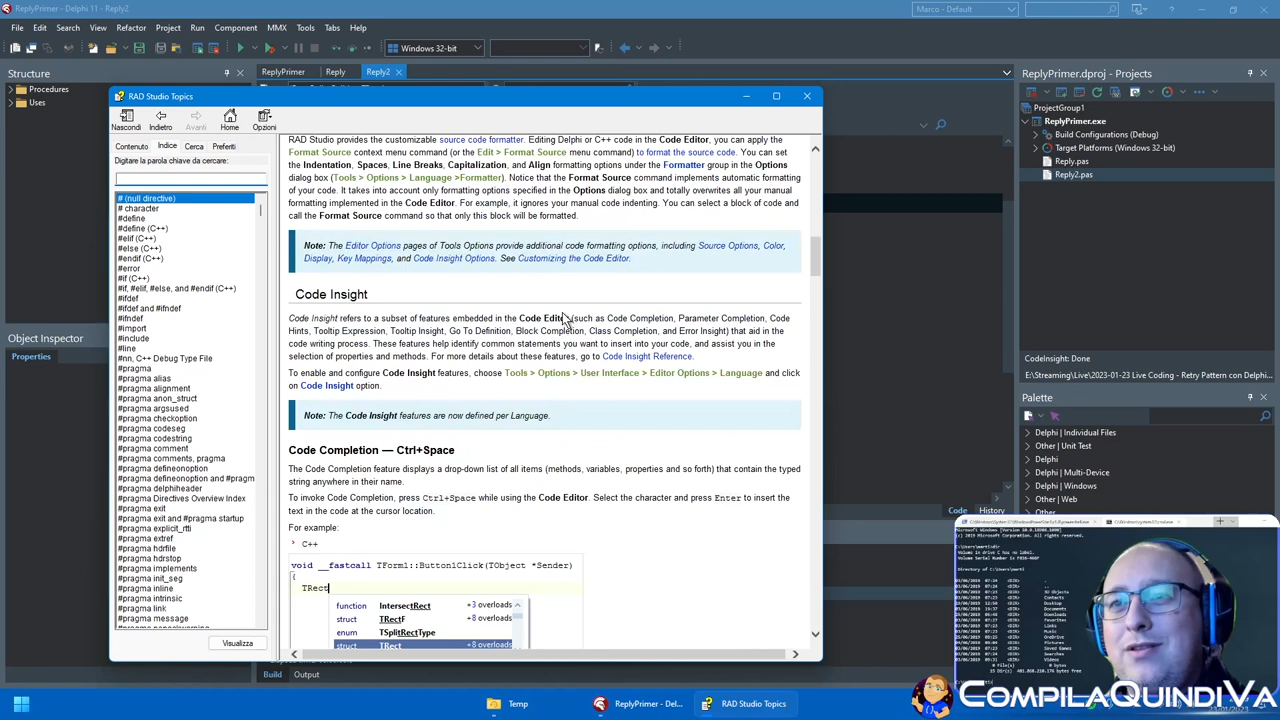 ReplyPrimer - Delphi 11 - Reply2
Marco - Default
File Edit Search View Refactor Project Run Component MMX Tools Tabs Help
Windows 32-bit
Structure
Procedures
Uses
ReplyPrimer Reply Reply2
Object Inspector
Properties
RAD Studio Topics
Nascondi Indietro Avanti Home Opzioni
Contenuto Indice Cerca Preferiti
Digitare la parola chiave da cercare:
# (null directive)
# character
#define
#define (C++)
#elif (C++)
#else (C++)
#endif (C++)
#error
#if (C++)
#if, #elif, #else, and #endif (C++)
#ifdef
#ifdef and #ifndef
#ifndef
#import
#include
#line
#nn, C++ Debug Type File
#pragma
#pragma alias
#pragma alignment
#pragma anon_struct
#pragma argsused
#pragma checkoption
#pragma codeseg
#pragma codestring
#pragma comment
#pragma comments, pragma
#pragma defineonoption
#pragma defineonoption and #pragm
#pragma delphiheader
#pragma Directives Overview Index
#pragma exit
#pragma exit and #pragma startup
#pragma explicit_rtti
#pragma extref
#pragma hdrfile
#pragma hdrstop
#pragma implements
#pragma init_seg
#pragma inline
#pragma intrinsic
#pragma link
#pragma message
Visualizza
RAD Studio provides the customizable source code formatter. Editing Delphi or C++ code in the Code Editor, you can apply the
Format Source context menu command (or the Edit > Format Source menu command) to format the source code. You can set
the Indentation, Spaces, Line Breaks, Capitalization, and Align formatting options under the Formatter group in the Options
dialog box (Tools > Options > Language >Formatter). Notice that the Format Source command implements automatic formatting
of your code. It takes into account only formatting options specified in the Options dialog box and totally overwrites all your manual
formatting implemented in the Code Editor. For example, it ignores your manual code indenting. You can select a block of code and
call the Format Source command so that only this block will be formatted.
Note: The Editor Options pages of Tools Options provide additional code formatting options, including Source Options, Color,
Display, Key Mappings, and Code Insight Options. See Customizing the Code Editor.
Code Insight
Code Insight refers to a subset of features embedded in the Code Editor (such as Code Completion, Parameter Completion, Code
Hints, Tooltip Expression, Tooltip Insight, Go To Definition, Block Completion, Class Completion, and Error Insight) that aid in the
code writing process. These features help identify common statements you want to insert into your code, and assist you in the
selection of properties and methods. For more details about these features, go to Code Insight Reference.
To enable and configure Code Insight features, choose Tools > Options > User Interface > Editor Options > Language and click
on Code Insight option.
Note: The Code Insight features are now defined per Language.
Code Completion — Ctrl+Space
The Code Completion feature displays a drop-down list of all items (methods, variables, properties and so forth) that contain the typed
string anywhere in their name.
To invoke Code Completion, press Ctrl+Space while using the Code Editor. Select the character and press Enter to insert the
text in the code at the cursor location.
For example:
C++
void __fastcall TForm1::Button1Click(TObject *Sender)
{
TRect
function IntersectRect +3 overloads
struct TRectF +8 overloads
enum TSplitRectType
struct TRect +8 overloads
ReplyPrimer.dproj - Projects
ProjectGroup1
ReplyPrimer.exe
Build Configurations (Debug)
Target Platforms (Windows 32-bit)
Reply.pas
Reply2.pas
CodeInsight: Done
E:\Streaming\Live\2023-01-23 Live Coding - Retry Pattern con Delphi...
Palette
Delphi | Individual Files
Other | Unit Test
Delphi
Delphi | Multi-Device
Delphi | Windows
Other | Web
Other
Code History
Build Output
Temp
ReplyPrimer - Del...
RAD Studio Topics
COMPILAQUINDIVA